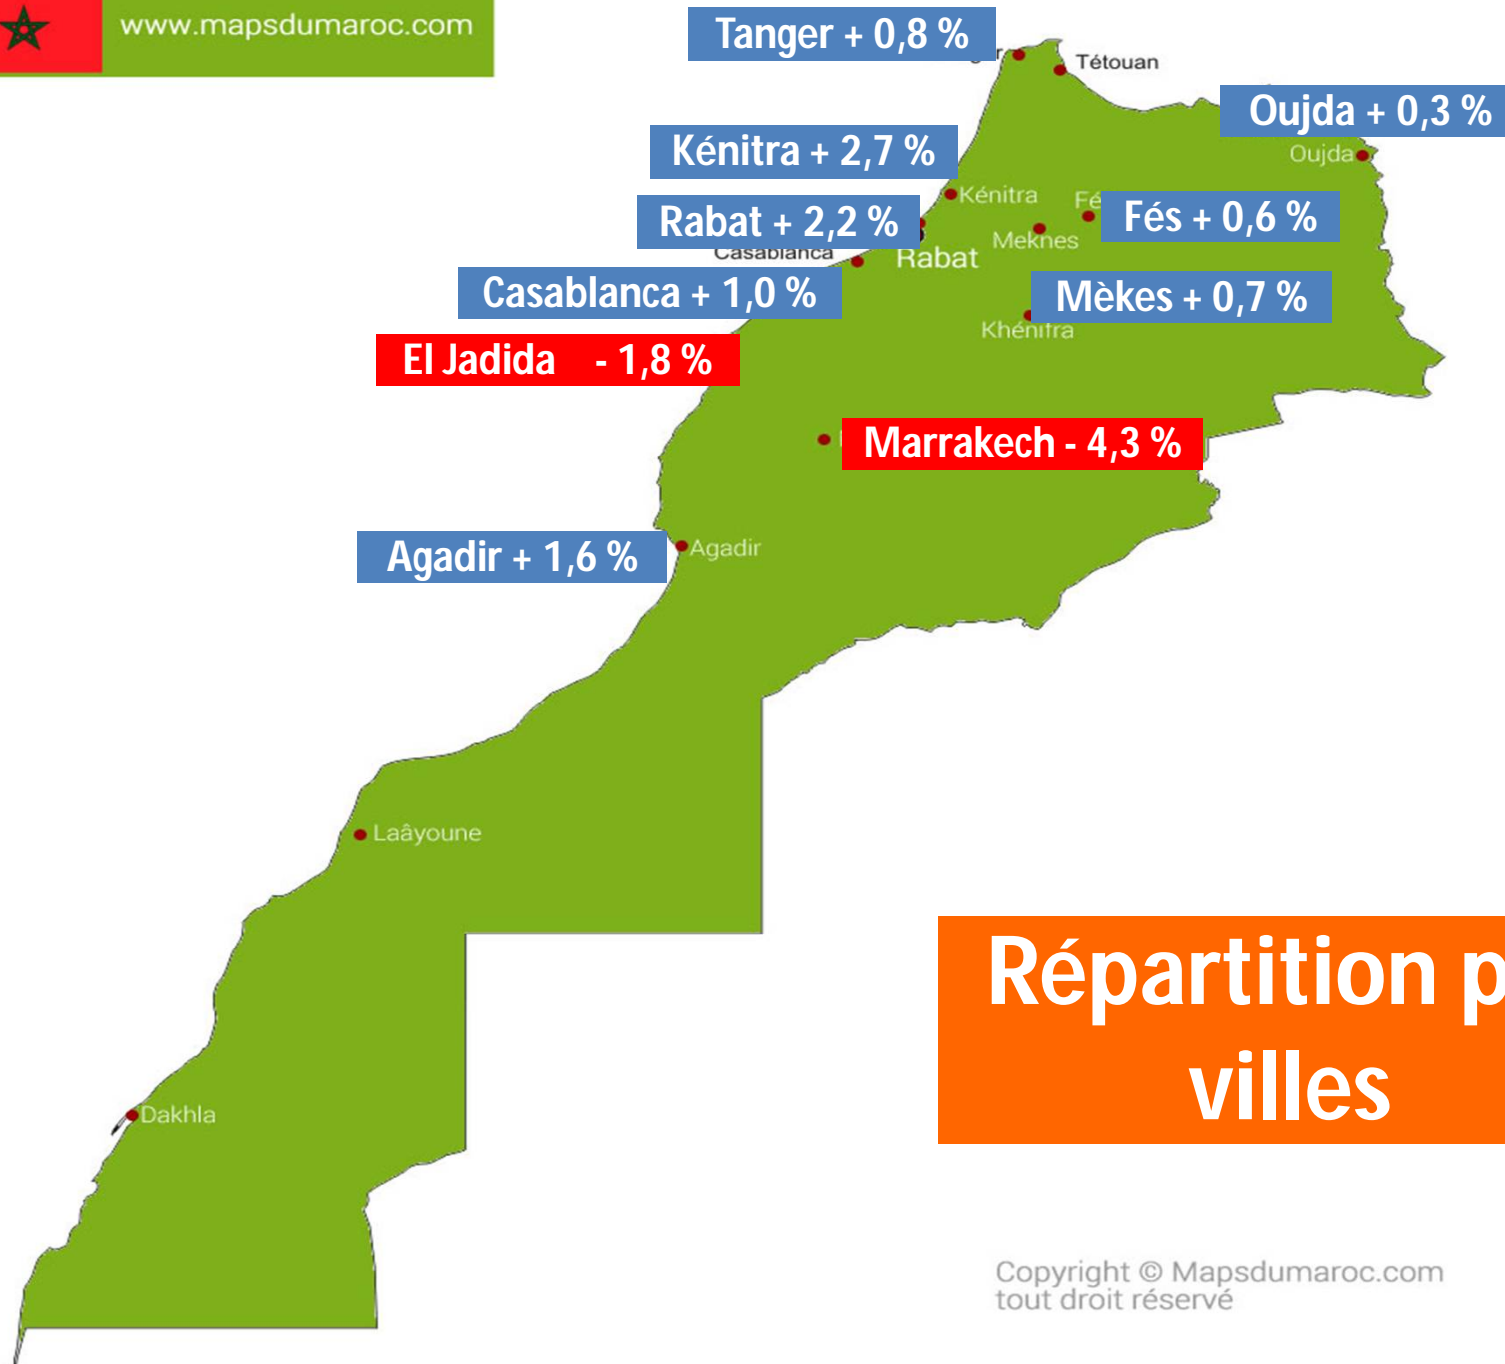 www.mapsdumaroc.com
Tanger + 0,8 %
Tétouan
Oujda + 0,3 %
Oujda
Kénitra + 2,7 %
Kénitra
Rabat + 2,2 %
Fés + 0,6 %
Meknes
Casablanca
Rabat
Casablanca + 1,0 %
Mèkes + 0,7 %
Khénifra
El Jadida - 1,8 %
Marrakech - 4,3 %
Agadir + 1,6 %
Agadir
Laâyoune
Répartition
villes
Dakhla
Copyright © Mapsdumaroc.com
tout droit réservé